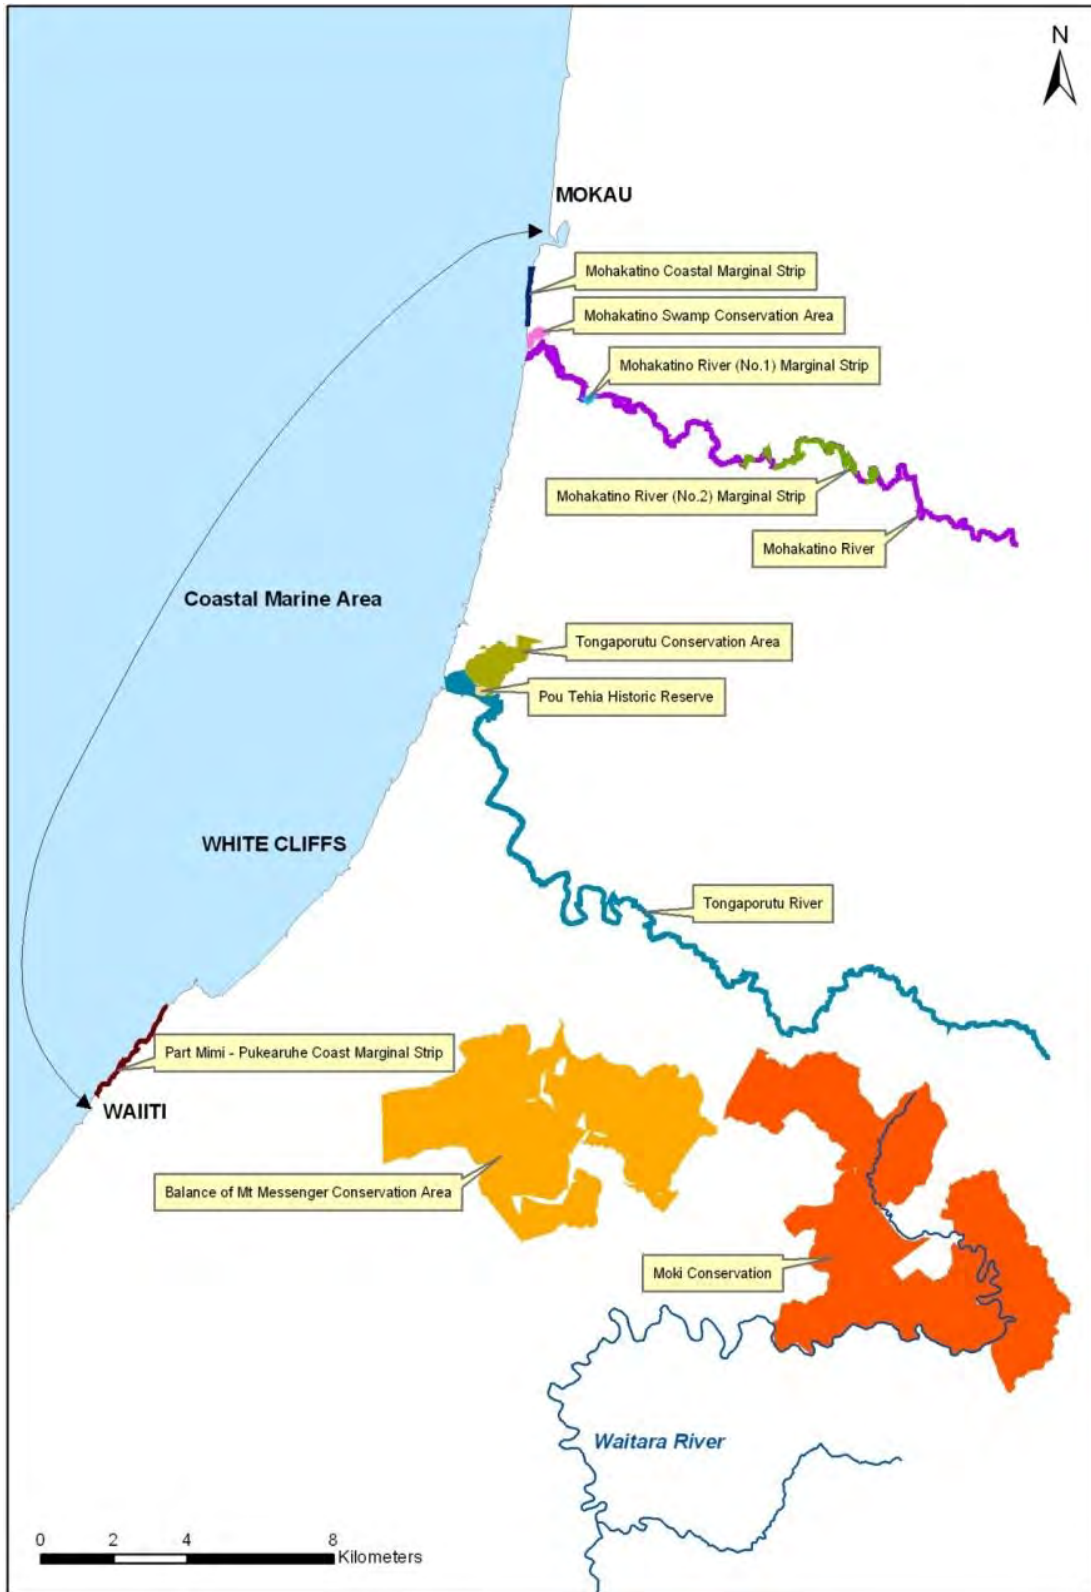 N
MOKAU
Mohakatino Coastal Marginal Strip
Mohakatino Swamp Conservation Area
Mohakatino River (No.1) Marginal Strip
Mohakatino River (No.2) Marginal Strip
Mohakatino River
Coastal Marine Area
Tongaporutu Conservation Area
Pou Tehia Historic Reserve
WHITE CLIFFS
Tongaporutu River
Part Mimi - Pukearuhe Coast Marginal Strip
WAIITI
Balance of Mt Messenger Conservation Area
Moki Conservation
Waitara River
0 2 4 8
Kilometers